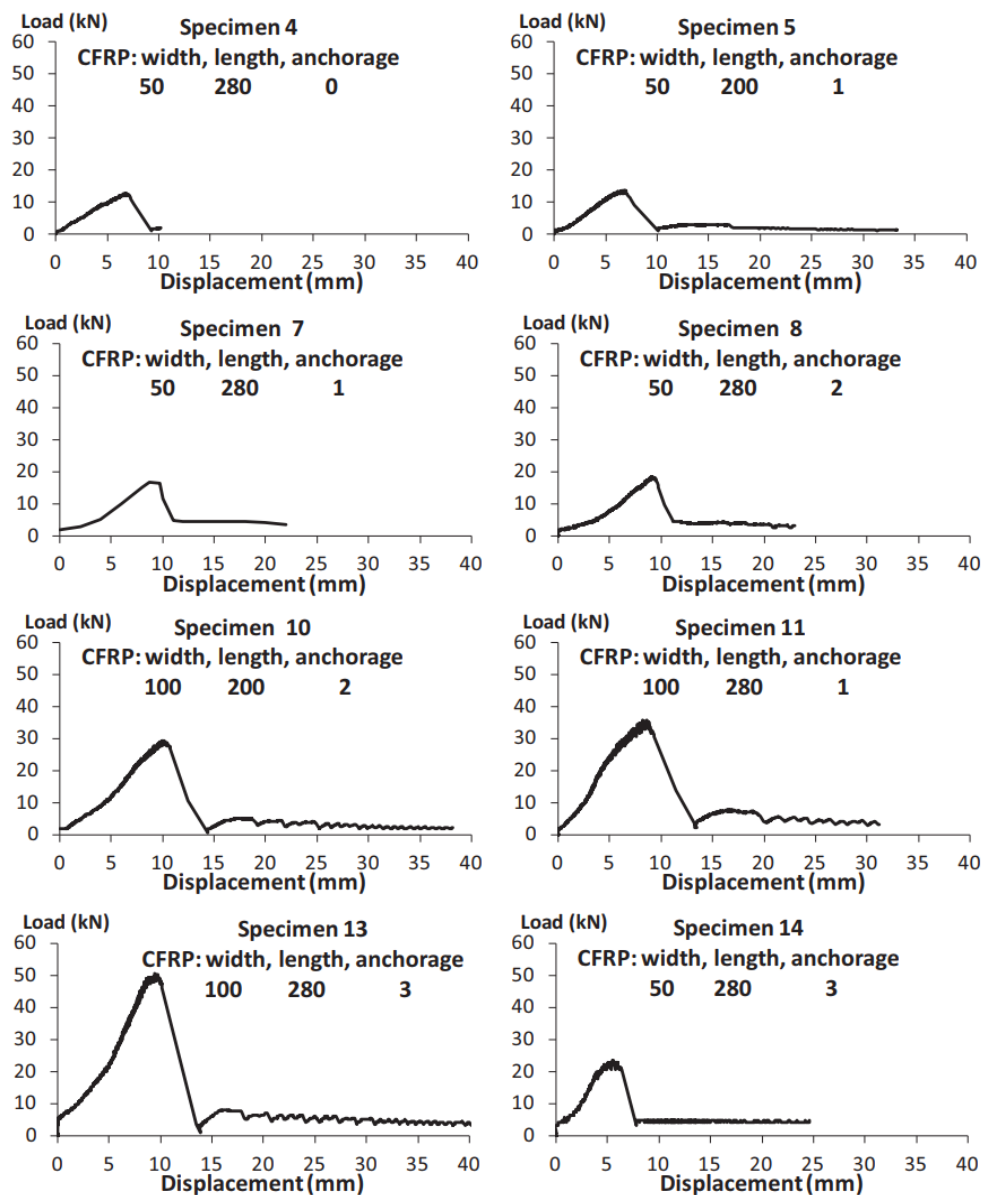 Load (kN)
Specimen 4
CFRP: width, length, anchorage
50 280 0
60
50
40
30
20
10
0
0 5 10 15 20 25 30 35 40
Displacement (mm)
Load (kN)
Specimen 5
CFRP: width, length, anchorage
50 200 1
60
50
40
30
20
10
0
0 5 10 15 20 25 30 35 40
Displacement (mm)
Load (kN)
Specimen 7
CFRP: width, length, anchorage
50 280 1
60
50
40
30
20
10
0
0 5 10 15 20 25 30 35 40
Displacement (mm)
Load (kN)
Specimen 8
CFRP: width, length, anchorage
50 280 2
60
50
40
30
20
10
0
0 5 10 15 20 25 30 35 40
Displacement (mm)
Load (kN)
Specimen 10
CFRP: width, length, anchorage
100 200 2
60
50
40
30
20
10
0
0 5 10 15 20 25 30 35 40
Displacement (mm)
Load (kN)
Specimen 11
CFRP: width, length, anchorage
100 280 1
60
50
40
30
20
10
0
0 5 10 15 20 25 30 35 40
Displacement (mm)
Load (kN)
Specimen 13
CFRP: width, length, anchorage
100 280 3
60
50
40
30
20
10
0
0 5 10 15 20 25 30 35 40
Displacement (mm)
Load (kN)
Specimen 14
CFRP: width, length, anchorage
50 280 3
60
50
40
30
20
10
0
0 5 10 15 20 25 30 35 40
Displacement (mm)